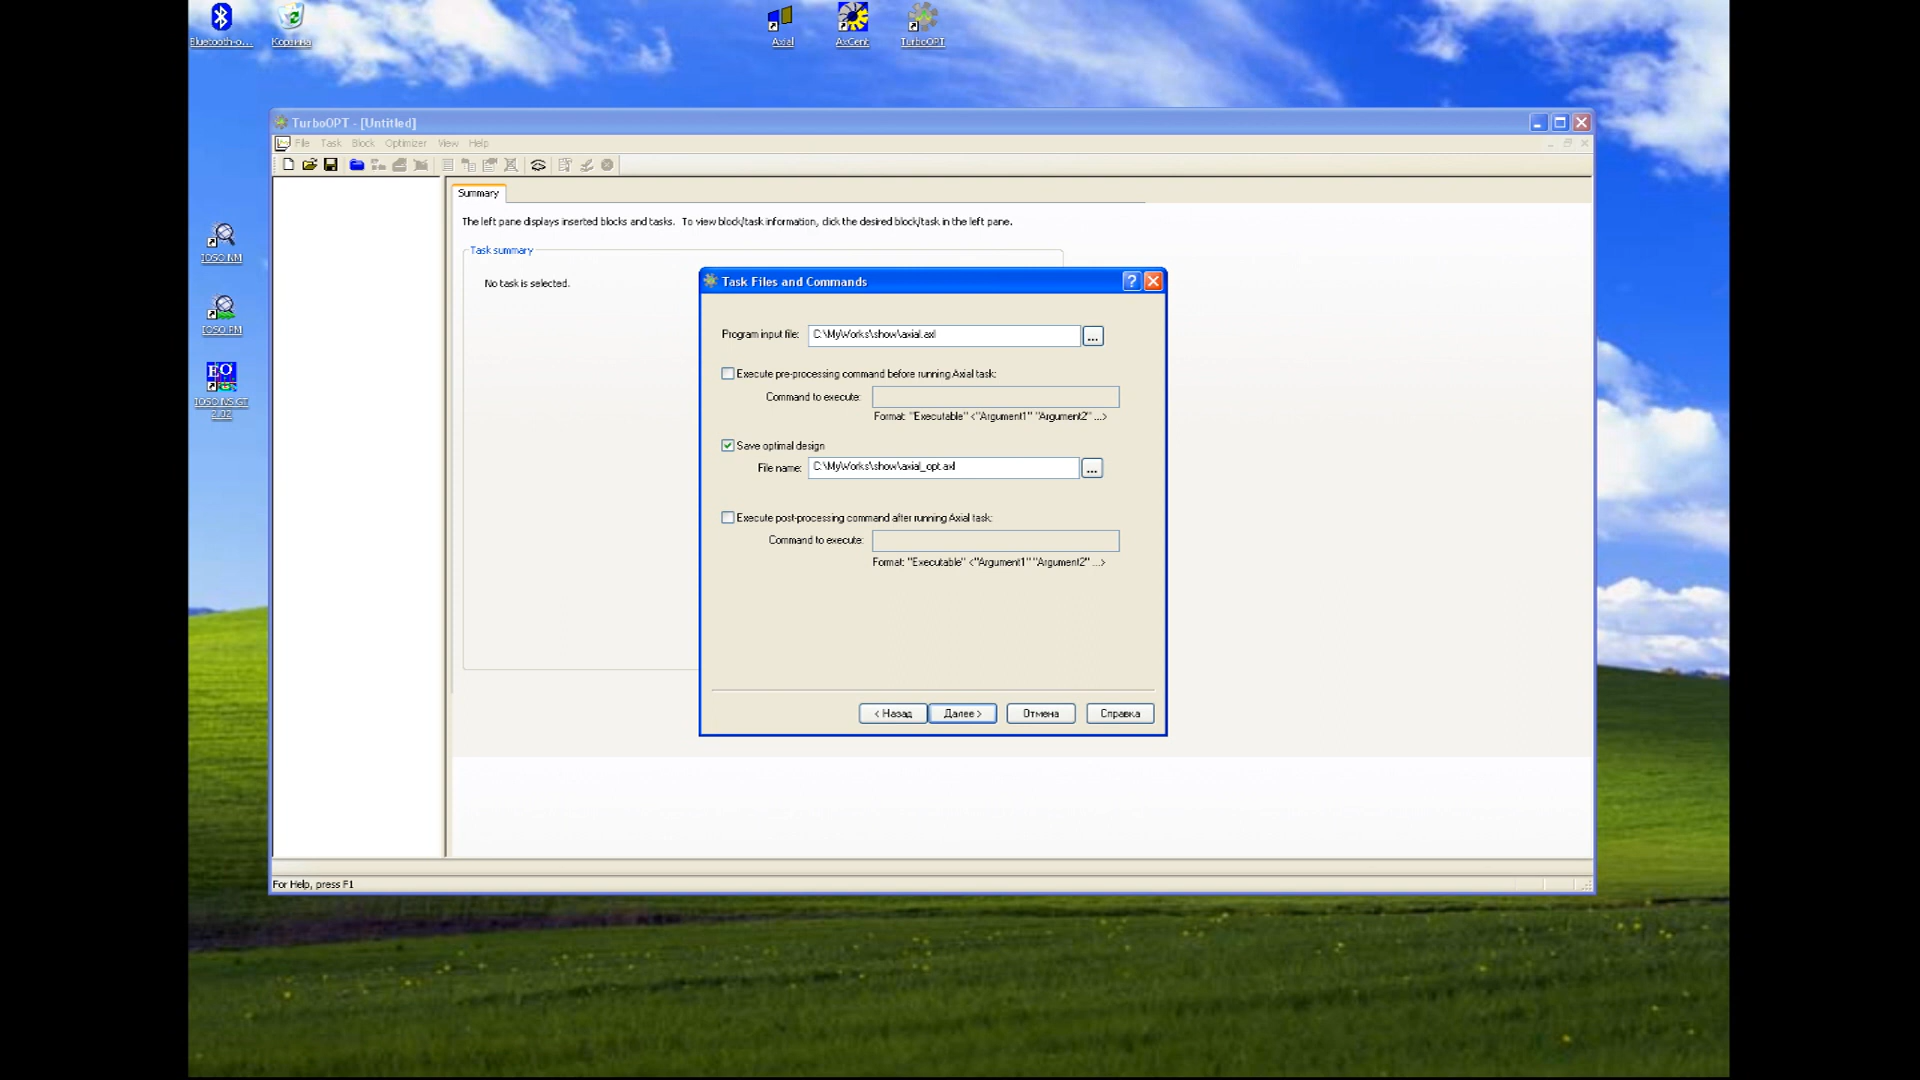 Bluetooth-o...
Корзина
Axial
AxCent
TurboOPT
IOSO NM
IOSO PM
IOSO NS GT
2.02
TurboOPT - [Untitled]
File Task Block Optimizer View Help
Summary
The left pane displays inserted blocks and tasks. To view block/task information, click the desired block/task in the left pane.
Task summary
No task is selected.
Task Files and Commands
Program input file: C:\MyWorks\show\axial.axl
...
Execute pre-processing command before running Axial task:
Command to execute:
Format: "Executable" <"Argument1" "Argument2" ...>
Save optimal design
File name: C:\MyWorks\show\axial_opt.axl
...
Execute post-processing command after running Axial task:
Command to execute:
Format: "Executable" <"Argument1" "Argument2" ...>
< Назад Далее > Отмена Справка
For Help, press F1